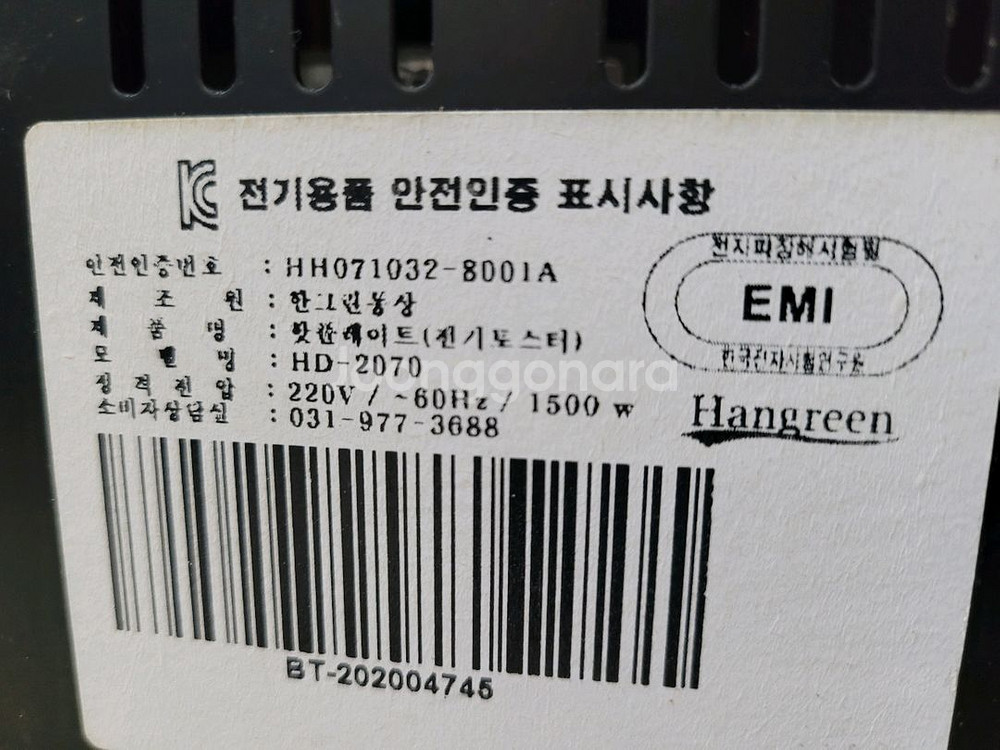 KC 전기용품 안전인증 표시사항
안전인증번호 : HH071032-8001A
제 조 원 : 한그린통상
제 품 명 : 핫플레이트(전기토스터)
모 델 명 : HD-2070
정 격 전 압 : 220V / ~60Hz / 1500 w
소비자상담실 : 031-977-3688
전자파장해시험필
EMI
한국전자시험연구소
Hangreen
joonggonara
BT-202004745